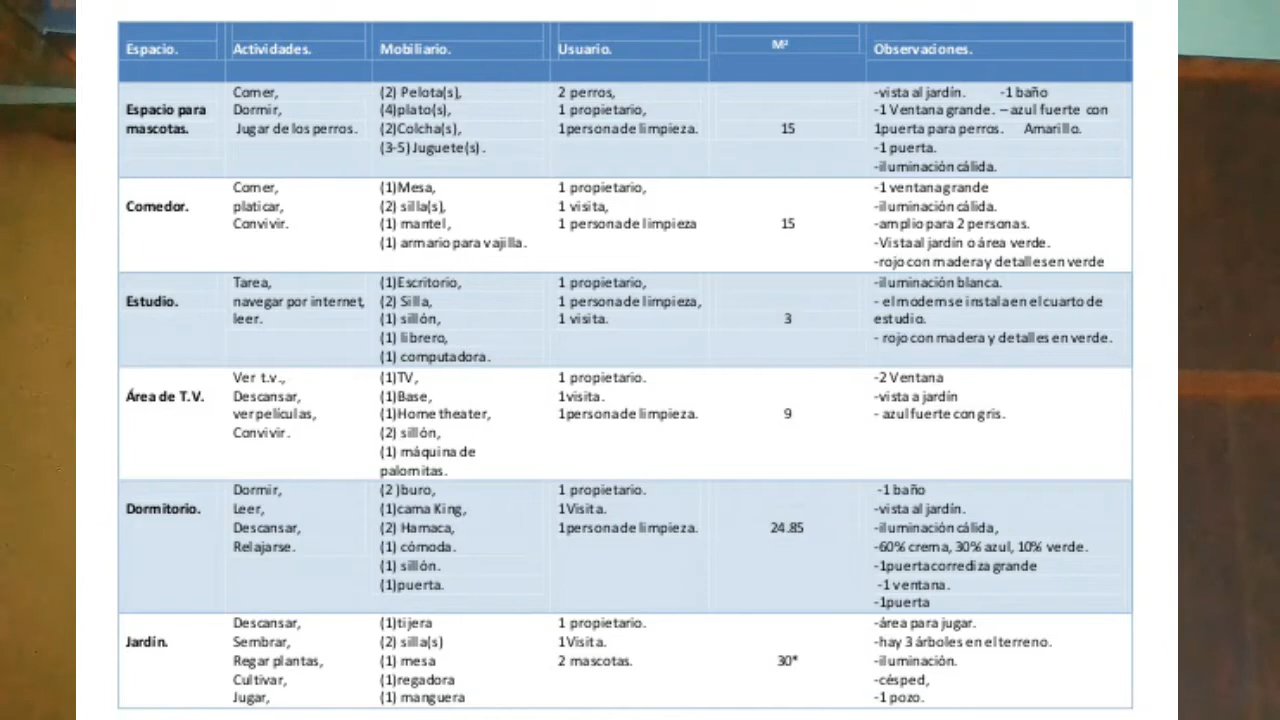 Espacio. Actividades. Mobiliario. Usuario. M² Observaciones.
Espacio para mascotas.
Comer,
Dormir,
Jugar de los perros.
(2) Pelota(s),
(4)plato(s),
(2)Colcha(s),
(3-5) Juguete(s).
2 perros,
1 propietario,
1persona de limpieza.
15
-vista al jardín. -1 baño
-1 Ventana grande. – azul fuerte con
1puerta para perros. Amarillo.
-1 puerta.
-iluminación cálida.
Comedor.
Comer,
platicar,
Convivir.
(1)Mesa,
(2) silla(s),
(1) mantel,
(1) armario para vajilla.
1 propietario,
1 visita,
1 persona de limpieza
15
-1 ventana grande
-iluminación cálida.
-amplio para 2 personas.
-Vista al jardín o área verde.
-rojo con madera y detalles en verde
Estudio.
Tarea,
navegar por internet,
leer.
(1)Escritorio,
(2) Silla,
(1) sillón,
(1) librero,
(1) computadora.
1 propietario,
1 persona de limpieza,
1 visita.
3
-iluminación blanca.
- el modem se instala en el cuarto de
estudio.
- rojo con madera y detalles en verde.
Área de T.V.
Ver t.v.,
Descansar,
ver películas,
Convivir.
(1)TV,
(1)Base,
(1)Home theater,
(2) sillón,
(1) máquina de
palomitas.
1 propietario.
1visita.
1persona de limpieza.
9
-2 Ventana
-vista a jardín
- azul fuerte con gris.
Dormitorio.
Dormir,
Leer,
Descansar,
Relajarse.
(2 )buro,
(1)cama King,
(2) Hamaca,
(1) cómoda.
(1) sillón.
(1)puerta.
1 propietario.
1Visita.
1persona de limpieza.
24.85
-1 baño
-vista al jardín.
-iluminación cálida,
-60% crema, 30% azul, 10% verde.
-1puerta corrediza grande
-1 ventana.
-1puerta
Jardín.
Descansar,
Sembrar,
Regar plantas,
Cultivar,
Jugar,
(1)tijera
(2) silla(s)
(1) mesa
(1)regadora
(1) manguera
1 propietario.
1Visita.
2 mascotas.
30*
-área para jugar.
-hay 3 árboles en el terreno.
-iluminación.
-césped,
-1 pozo.